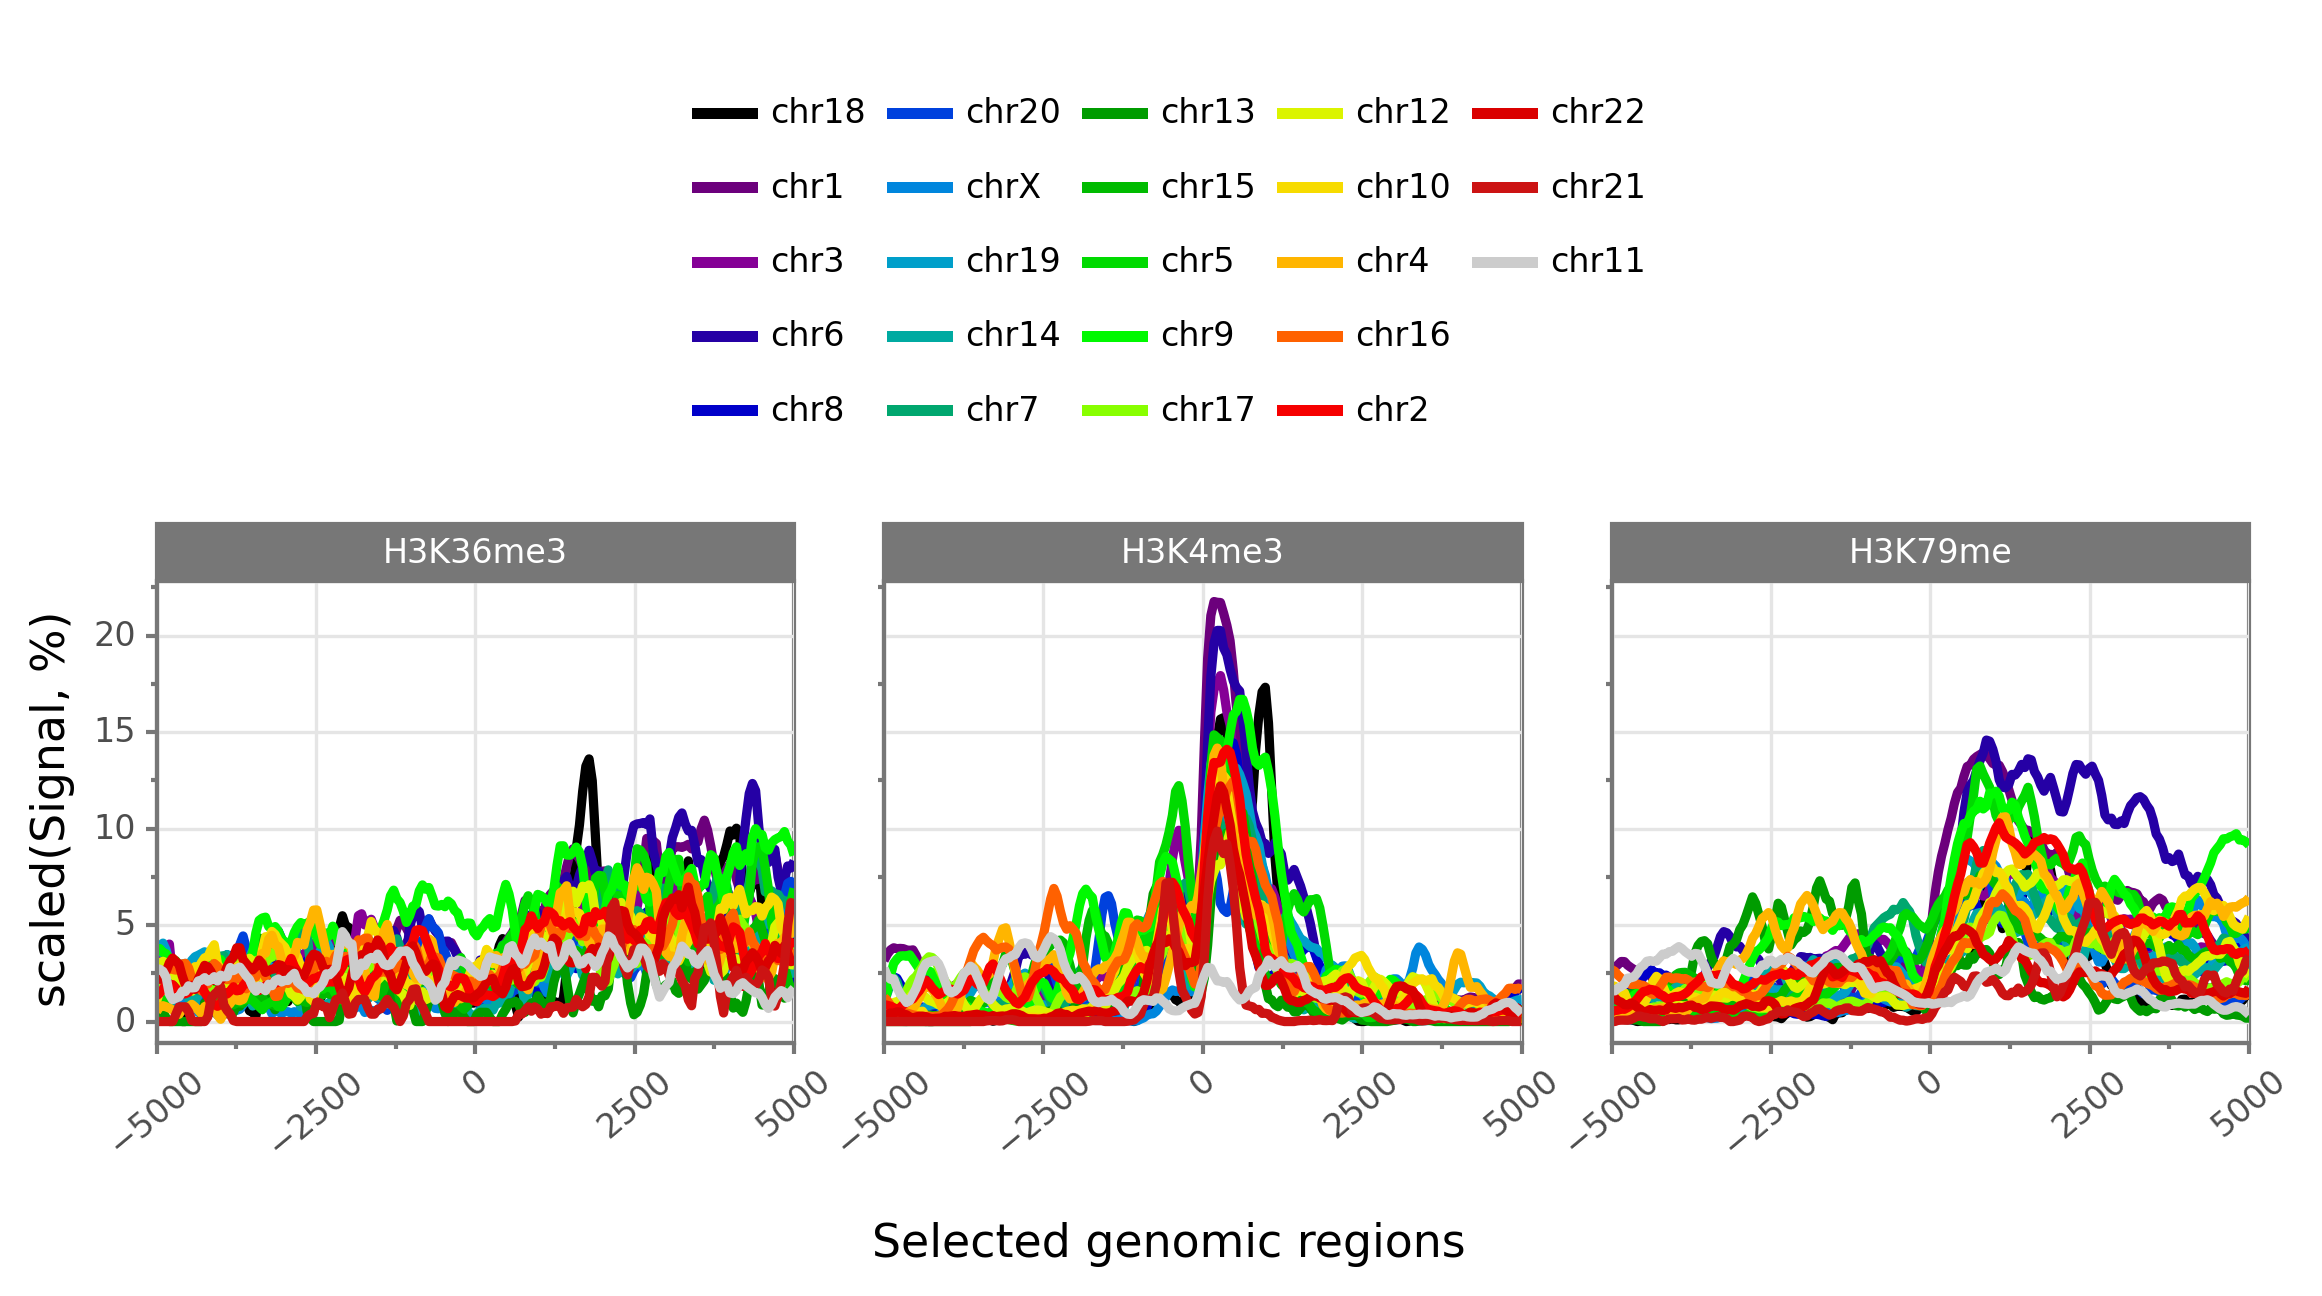 chr18 chr20 chr13 chr12 chr22
chr1 chrX chr15 chr10 chr21
chr3 chr19 chr5 chr4 chr11
chr6 chr14 chr9 chr16
chr8 chr7 chr17 chr2
H3K36me3 H3K4me3 H3K79me
scaled(Signal, %)
20
15
10
5
0
−5000 −2500 0 2500 5000 −5000 −2500 0 2500 5000 −5000 −2500 0 2500 5000
Selected genomic regions